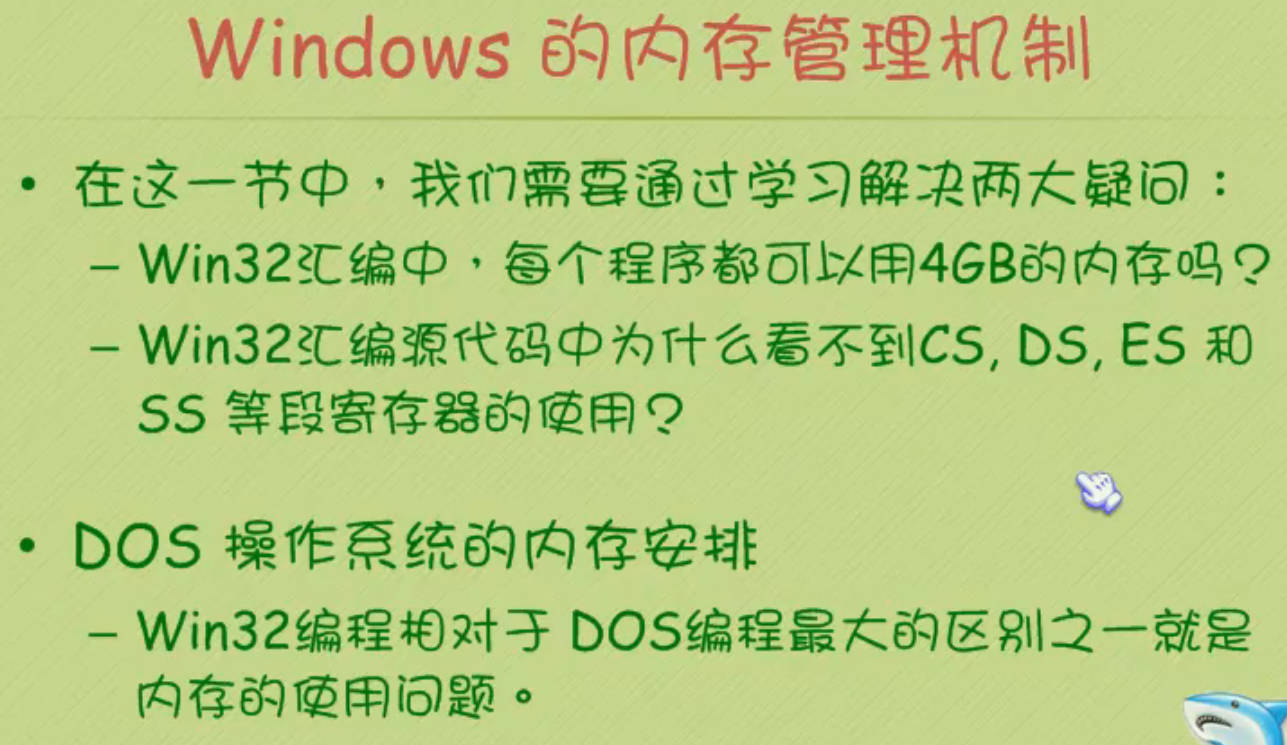 Windows 的内存管理机制
• 在这一节中，我们需要通过学习解决两大疑问：
– Win32汇编中，每个程序都可以用4GB的内存吗？
– Win32汇编源代码中为什么看不到CS, DS, ES 和
SS 等段寄存器的使用？
• DOS 操作系统的内存安排
– Win32编程相对于 DOS编程最大的区别之一就是
内存的使用问题。